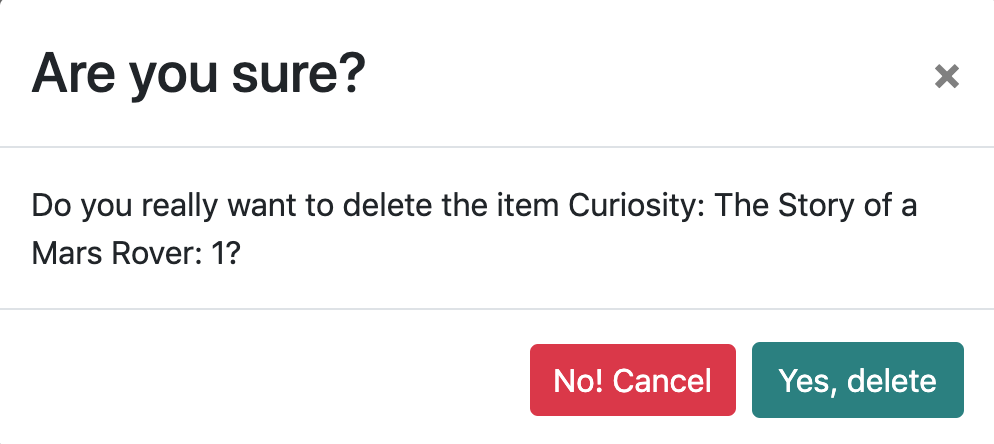 Are you sure?
Do you really want to delete the item Curiosity: The Story of a
Mars Rover: 1?
No! Cancel
Yes, delete